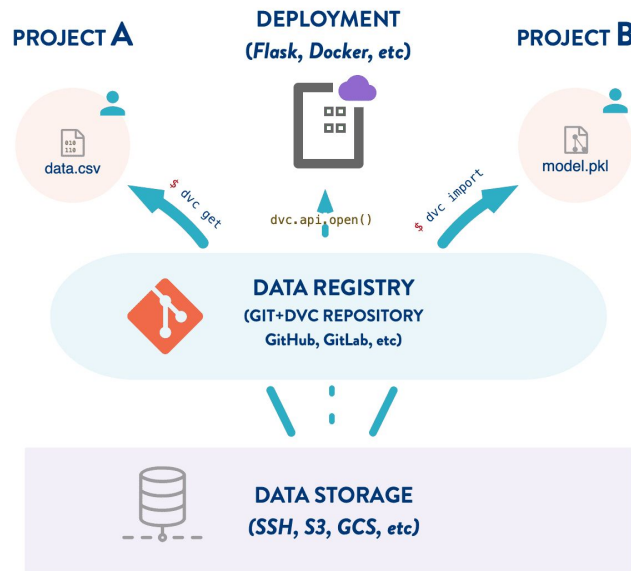 PROJECT A
DEPLOYMENT
(Flask, Docker, etc)
PROJECT B
010
110
data.csv
model.pkl
$ dvc get
dvc.api.open()
$ dvc import
DATA REGISTRY
(GIT+DVC REPOSITORY
GitHub, GitLab, etc)
DATA STORAGE
(SSH, S3, GCS, etc)